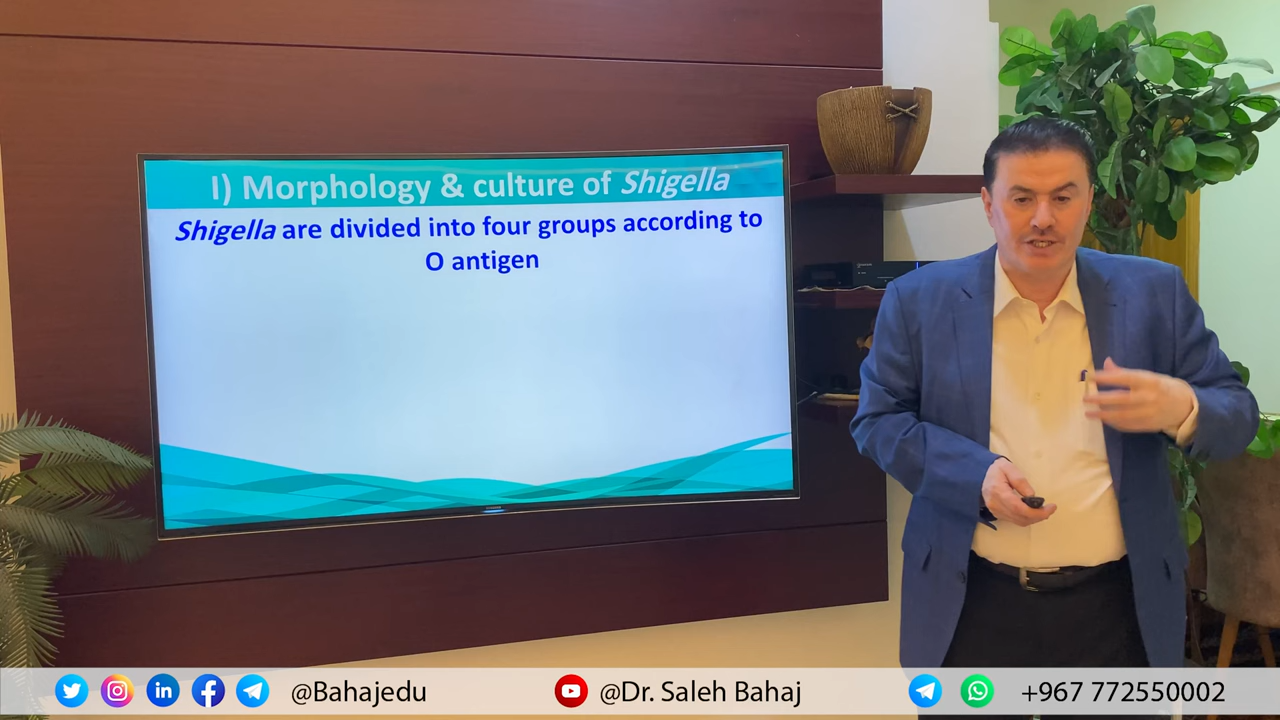 I) Morphology & culture of Shigella
Shigella are divided into four groups according to
O antigen
@Bahajedu
@Dr. Saleh Bahaj
+967 772550002